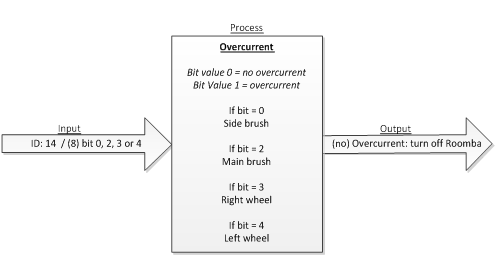 Process
Overcurrent
Bit value 0 = no overcurrent
Bit Value 1 = overcurrent
If bit = 0
Side brush
If bit = 2
Main brush
If bit = 3
Right wheel
If bit = 4
Left wheel
Input
ID: 14 / (8) bit 0, 2, 3 or 4
Output
(no) Overcurrent: turn off Roomba